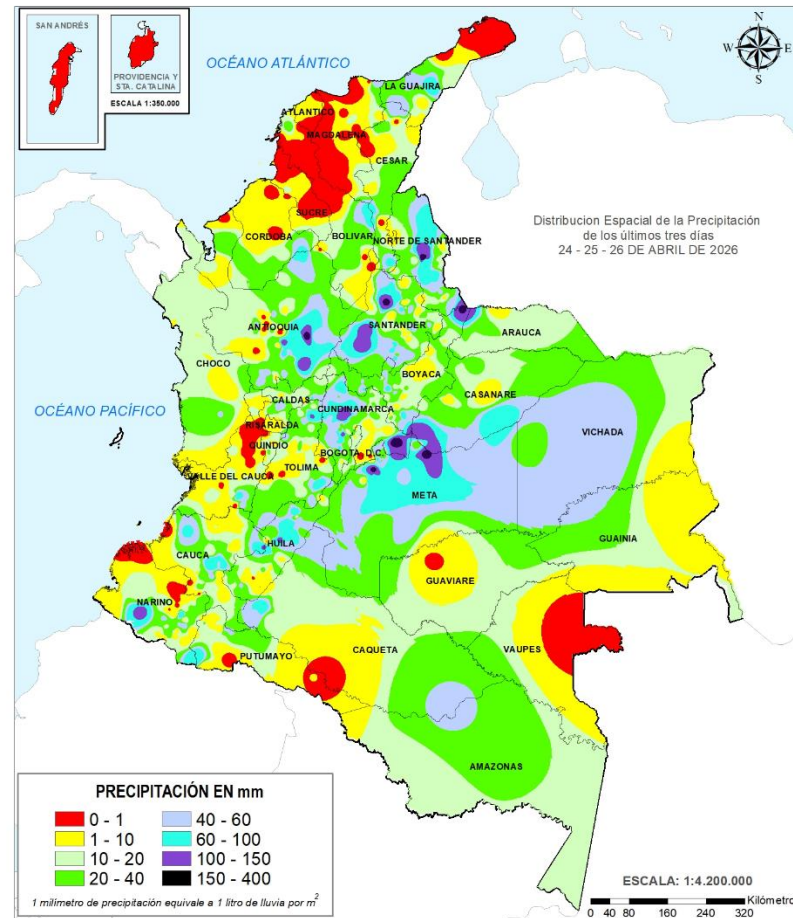 SAN ANDRÉS
PROVIDENCIA Y
STA. CATALINA
ESCALA 1:350.000
OCÉANO ATLÁNTICO
N
W E
S
LA GUAJIRA
ATLANTICO
MAGDALENA
CESAR
SUCRE
CORDOBA
BOLIVAR
NORTE DE SANTANDER
Distribucion Espacial de la Precipitación
de los últimos tres días
24 - 25 - 26 DE ABRIL DE 2026
ANTIOQUIA
SANTANDER
ARAUCA
CHOCO
BOYACA
CASANARE
CALDAS
CUNDINAMARCA
OCÉANO PACÍFICO
VICHADA
RISARALDA
QUINDIO
BOGOTA, D.C.
TOLIMA
VALLE DEL CAUCA
META
GUAINIA
HUILA
CAUCA
GUAVIARE
NARIÑO
VAUPES
PUTUMAYO
CAQUETA
AMAZONAS
PRECIPITACIÓN EN mm
0 - 1 40 - 60
1 - 10 60 - 100
10 - 20 100 - 150
20 - 40 150 - 400
1 milímetro de precipitación equivale a 1 litro de lluvia por m²
ESCALA: 1:4.200.000
Kilómetro
40 80 160 240 320